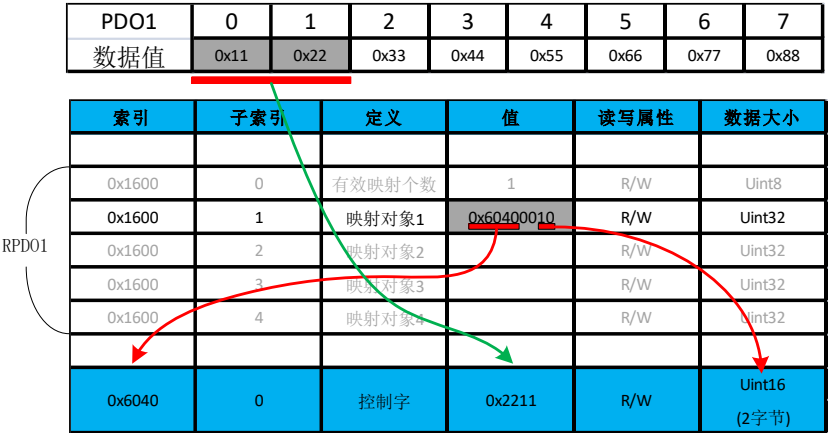 PDO1 0 1 2 3 4 5 6 7
数据值 0x11 0x22 0x33 0x44 0x55 0x66 0x77 0x88
索引 子索引 定义 值 读写属性 数据大小
0x1600 0 有效映射个数 1 R/W Uint8
0x1600 1 映射对象1 0x60400010 R/W Uint32
RPDO1
0x1600 2 映射对象2 R/W Uint32
0x1600 3 映射对象3 R/W Uint32
0x1600 4 映射对象4 R/W Uint32
0x6040 0 控制字 0x2211 R/W Uint16
(2字节)